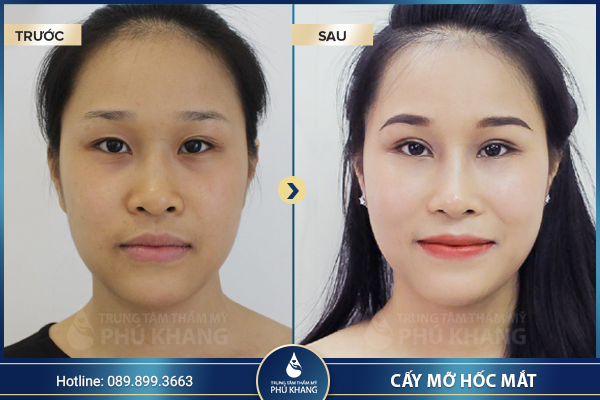 TRƯỚC
SAU
TRUNG TÂM THẨM MỸ
PHÚ KHANG
TRUNG TÂM THẨM MỸ
PHÚ KHANG
Hotline: 089.899.3663
TRUNG TÂM THẨM MỸ
PHÚ KHANG
CẤY MỠ HỐC MẮT